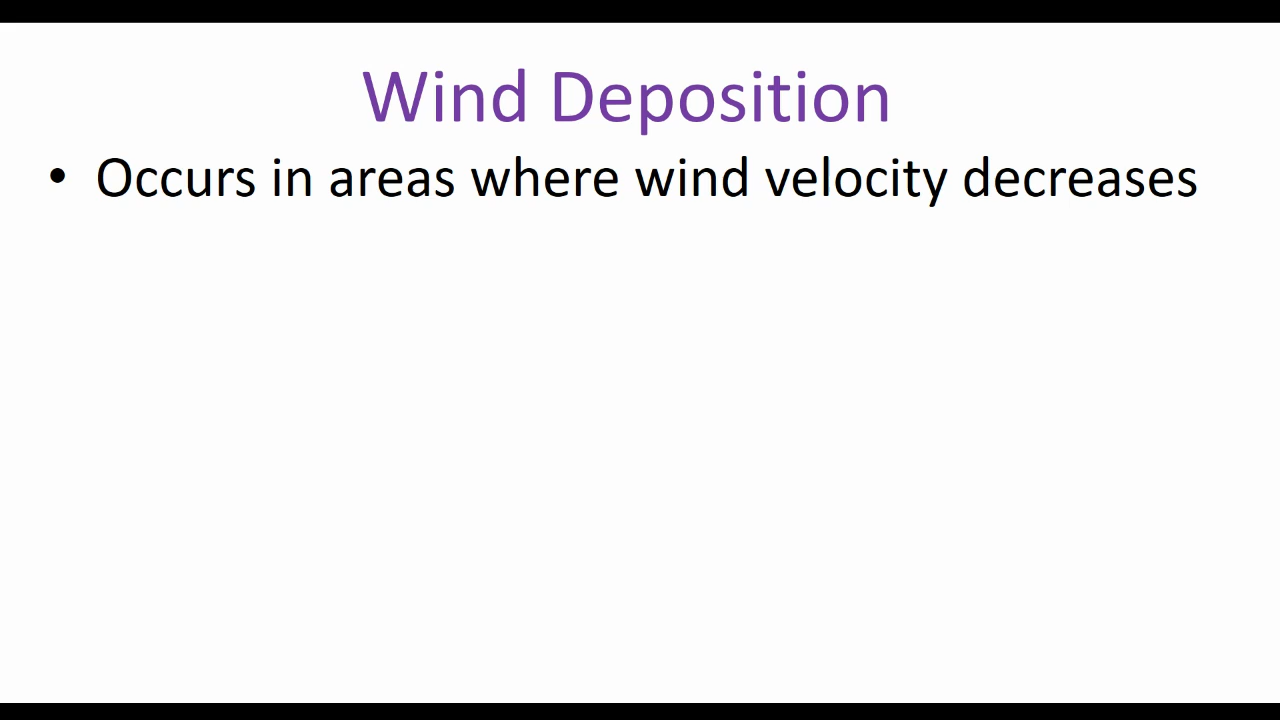 Wind Deposition
• Occurs in areas where wind velocity decreases